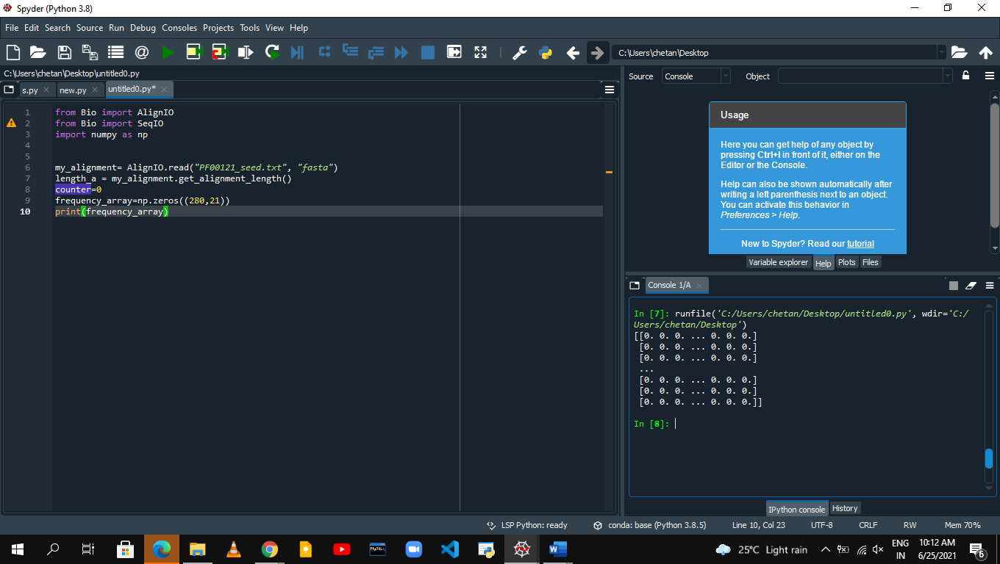 Spyder (Python 3.8)
File Edit Search Source Run Debug Consoles Projects Tools View Help
C:\Users\chetan\Desktop
C:\Users\chetan\Desktop\untitled0.py
s.py
new.py
untitled0.py*
1 from Bio import AlignIO
2 from Bio import SeqIO
3 import numpy as np
4
5
6 my_alignment= AlignIO.read("PF00121_seed.txt", "fasta")
7 length_a = my_alignment.get_alignment_length()
8 counter=0
9 frequency_array=np.zeros((280,21))
10 print(frequency_array)
Source Console Object
Usage
Here you can get help of any object by
pressing Ctrl+I in front of it, either on the
Editor or the Console.
Help can also be shown automatically after
writing a left parenthesis next to an object.
You can activate this behavior in
Preferences > Help.
New to Spyder? Read our tutorial
Variable explorer Help Plots Files
Console 1/A
In [7]: runfile('C:/Users/chetan/Desktop/untitled0.py', wdir='C:/
Users/chetan/Desktop')
[[0. 0. 0. ... 0. 0. 0.]
[0. 0. 0. ... 0. 0. 0.]
[0. 0. 0. ... 0. 0. 0.]
...
[0. 0. 0. ... 0. 0. 0.]
[0. 0. 0. ... 0. 0. 0.]
[0. 0. 0. ... 0. 0. 0.]]
In [8]:
IPython console History
LSP Python: ready conda: base (Python 3.8.5) Line 10, Col 23 UTF-8 CRLF RW Mem 70%
MySQL
25°C Light rain
ENG
IN
10:12 AM
6/25/2021
6